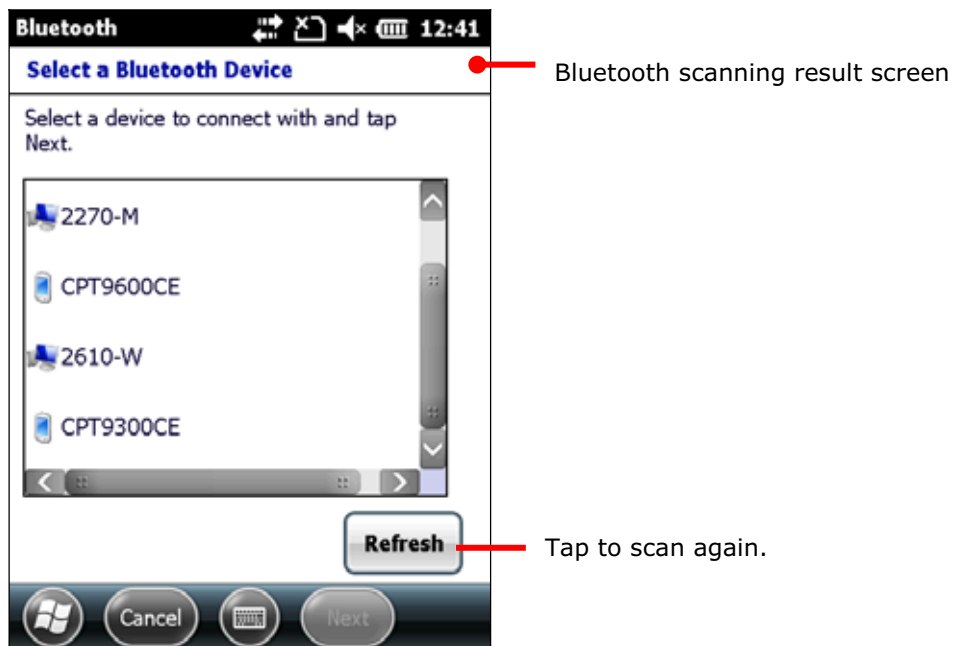 Bluetooth 12:41
Select a Bluetooth Device
Bluetooth scanning result screen
Select a device to connect with and tap
Next.
2270-M
CPT9600CE
2610-W
CPT9300CE
Refresh
Tap to scan again.
Cancel Next